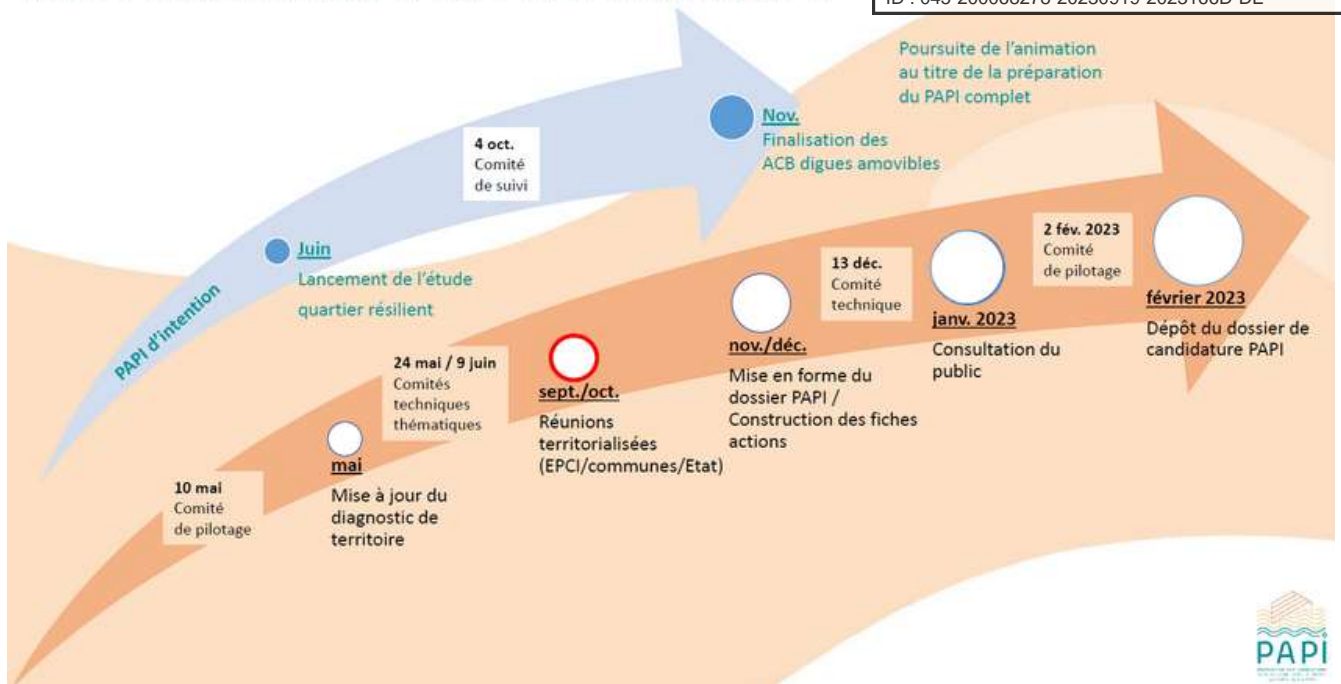 Poursuite de l'animation
au titre de la préparation
du PAPI complet
Nov.
Finalisation des
ACB digues amovibles
4 oct.
Comité
de suivi
Juin
Lancement de l'étude
quartier résilient
PAPI d'intention
2 fév. 2023
Comité
de pilotage
13 déc.
Comité
technique
février 2023
Dépôt du dossier de
candidature PAPI
janv. 2023
Consultation du
public
nov./déc.
Mise en forme du
dossier PAPI /
Construction des fiches
actions
24 mai / 9 juin
Comités
techniques
thématiques
sept./oct.
Réunions
territorialisées
(EPCI/communes/Etat)
mai
Mise à jour du
diagnostic de
territoire
10 mai
Comité
de pilotage
PAPI